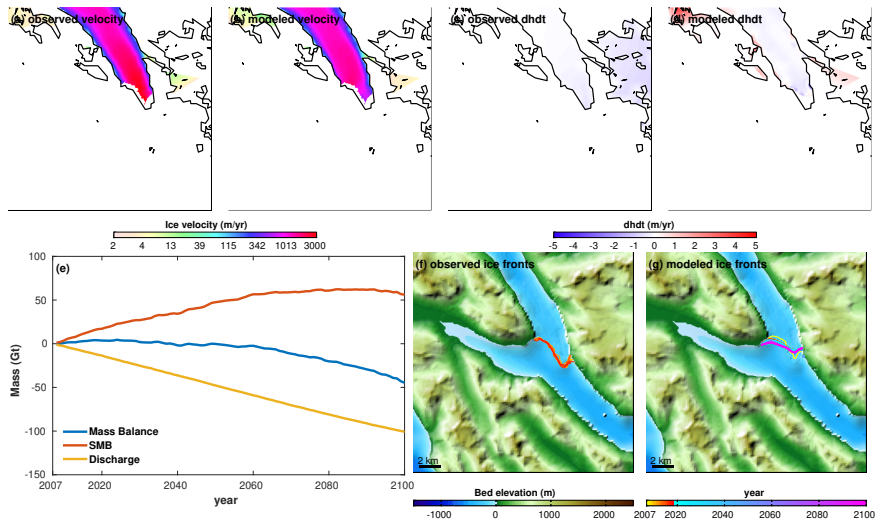 (a) observed velocity
(b) modeled velocity
(c) observed dhdt
(d) modeled dhdt
Ice velocity (m/yr)
2 4 13 39 115 342 1013 3000
dhdt (m/yr)
-5 -4 -3 -2 -1 0 1 2 3 4 5
(e)
100
50
0
-50
-100
-150
Mass (Gt)
Mass Balance
SMB
Discharge
2007 2020 2040 2060 2080 2100
year
(f) observed ice fronts
2 km
(g) modeled ice fronts
2 km
Bed elevation (m)
-1000 0 1000 2000
year
2007 2020 2040 2060 2080 2100